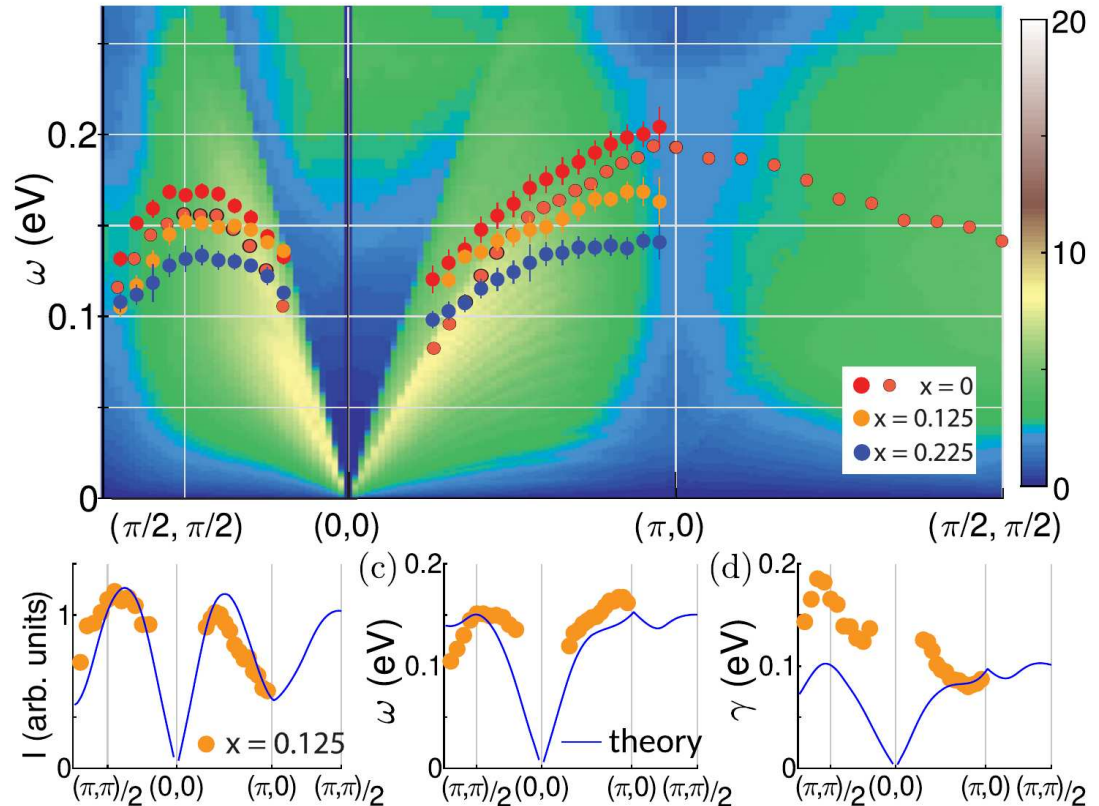 20
0.2
ω (eV)
10
0.1
x = 0
x = 0.125
x = 0.225
0
0
(π/2, π/2)
(0,0)
(π,0)
(π/2, π/2)
(c)
0.2
(d)
0.2
1
I (arb. units)
ω (eV)
0.1
γ (eV)
0.1
x = 0.125
theory
0
0
0
(π,π)/2
(0,0)
(π,0)
(π,π)/2
(π,π)/2
(0,0)
(π,0)
(π,π)/2
(π,π)/2
(0,0)
(π,0)
(π,π)/2